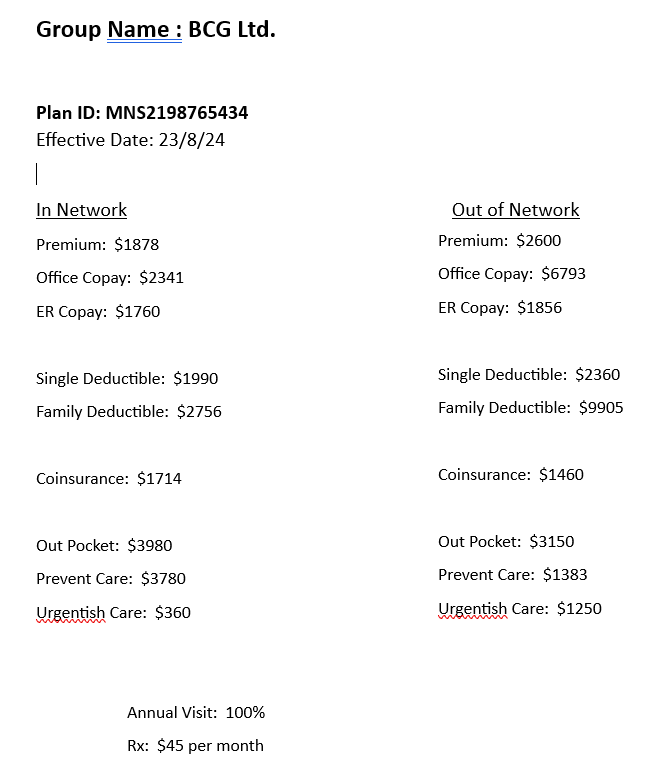 Group Name : BCG Ltd.
Plan ID: MNS2198765434
Effective Date: 23/8/24
In Network
Premium: $1878
Office Copay: $2341
ER Copay: $1760
Single Deductible: $1990
Family Deductible: $2756
Coinsurance: $1714
Out Pocket: $3980
Prevent Care: $3780
Urgentish Care: $360
Out of Network
Premium: $2600
Office Copay: $6793
ER Copay: $1856
Single Deductible: $2360
Family Deductible: $9905
Coinsurance: $1460
Out Pocket: $3150
Prevent Care: $1383
Urgentish Care: $1250
Annual Visit: 100%
Rx: $45 per month